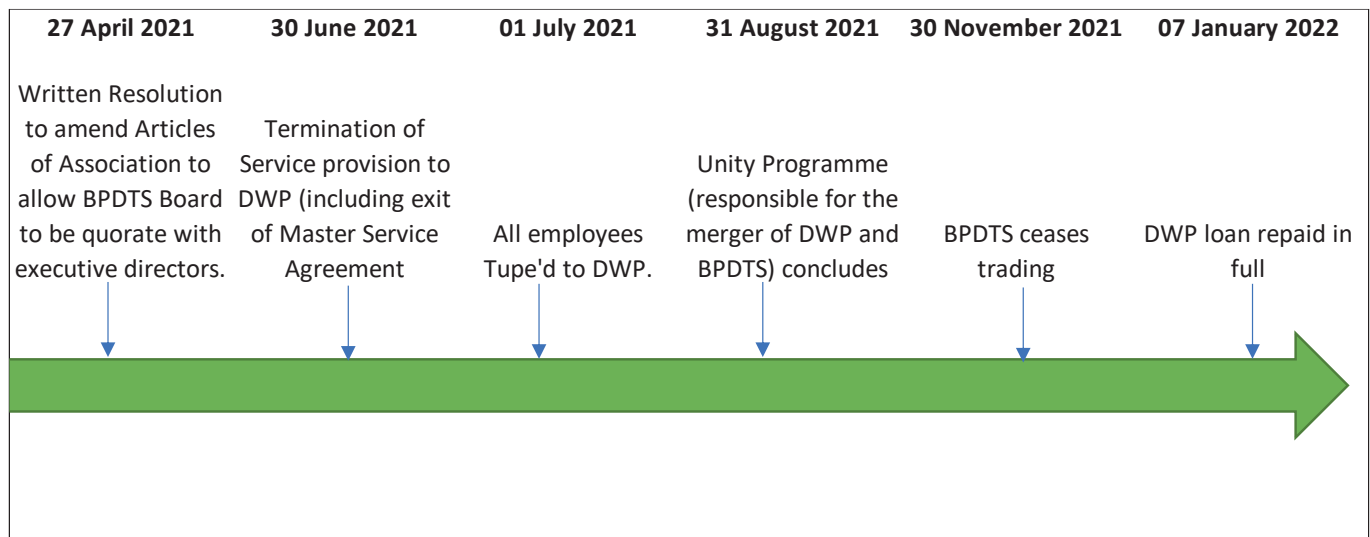 27 April 2021
30 June 2021
01 July 2021
31 August 2021
30 November 2021
07 January 2022
Written Resolution
to amend Articles
of Association to
allow BPDTS Board
to be quorate with
executive directors.
Termination of
Service provision to
DWP (including exit
of Master Service
Agreement
All employees
Tupe'd to DWP.
Unity Programme
(responsible for the
merger of DWP and
BPDTS) concludes
BPDTS ceases
trading
DWP loan repaid in
full